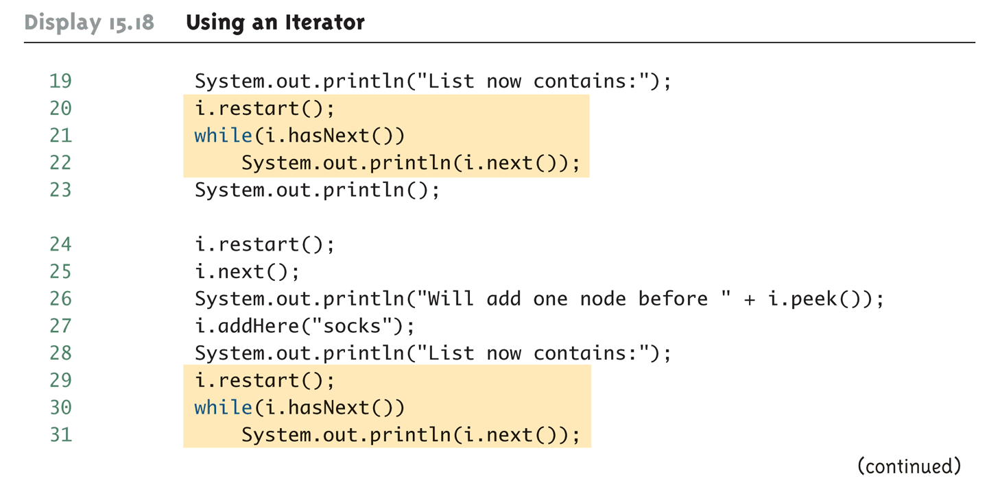 Display 15.18 Using an Iterator
19 System.out.println("List now contains:");
20 i.restart();
21 while(i.hasNext())
22 System.out.println(i.next());
23 System.out.println();
24 i.restart();
25 i.next();
26 System.out.println("Will add one node before " + i.peek());
27 i.addHere("socks");
28 System.out.println("List now contains:");
29 i.restart();
30 while(i.hasNext())
31 System.out.println(i.next());
(continued)